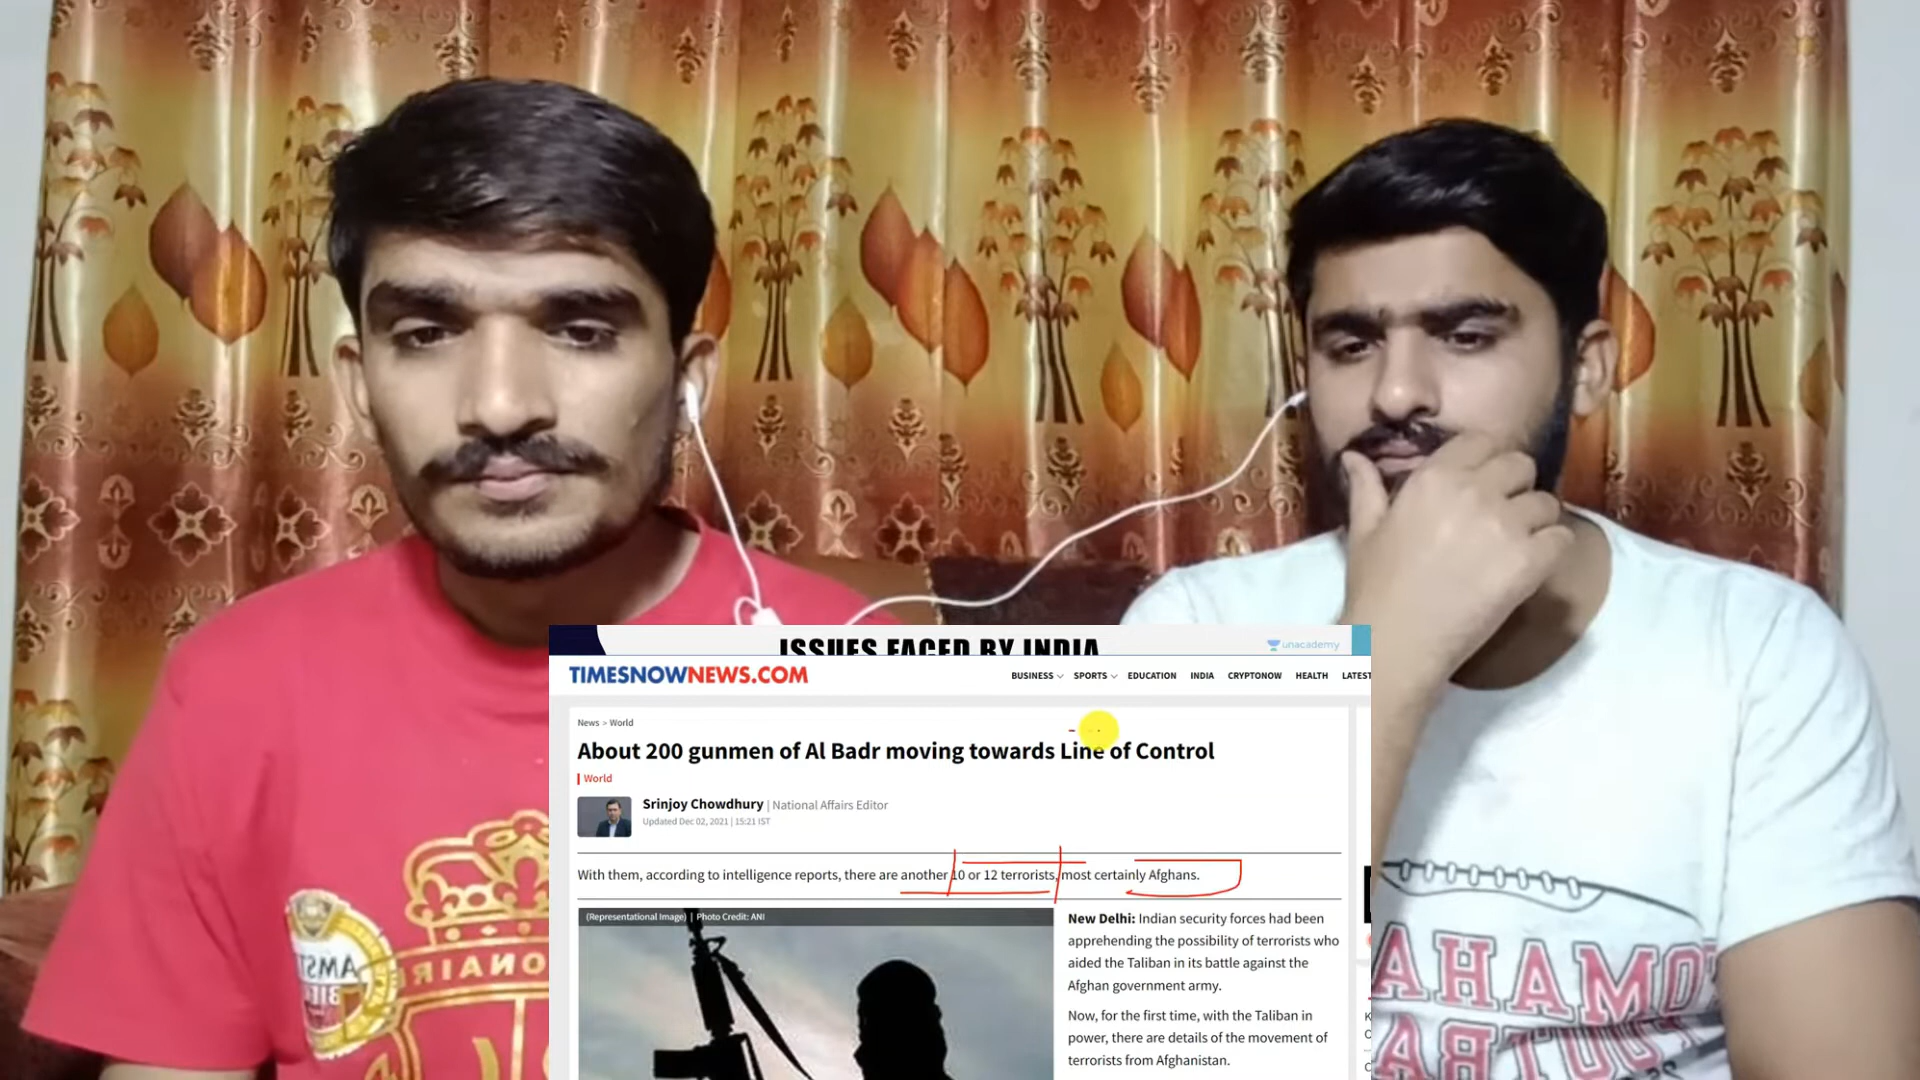 ISSUES FACED BY INDIA
unacademy
TIMESNOWNEWS.COM
BUSINESS SPORTS EDUCATION INDIA CRYPTONOW HEALTH LATEST
News > World
About 200 gunmen of Al Badr moving towards Line of Control
World
Srinjoy Chowdhury | National Affairs Editor
Updated Dec 02, 2021 | 15:21 IST
With them, according to intelligence reports, there are another 10 or 12 terrorists, most certainly Afghans.
(Representational Image) | Photo Credit: ANI
New Delhi: Indian security forces had been
apprehending the possibility of terrorists who
aided the Taliban in its battle against the
Afghan government army.
Now, for the first time, with the Taliban in
power, there are details of the movement of
terrorists from Afghanistan.
AMST
BIE
ONAIR
AHAMO